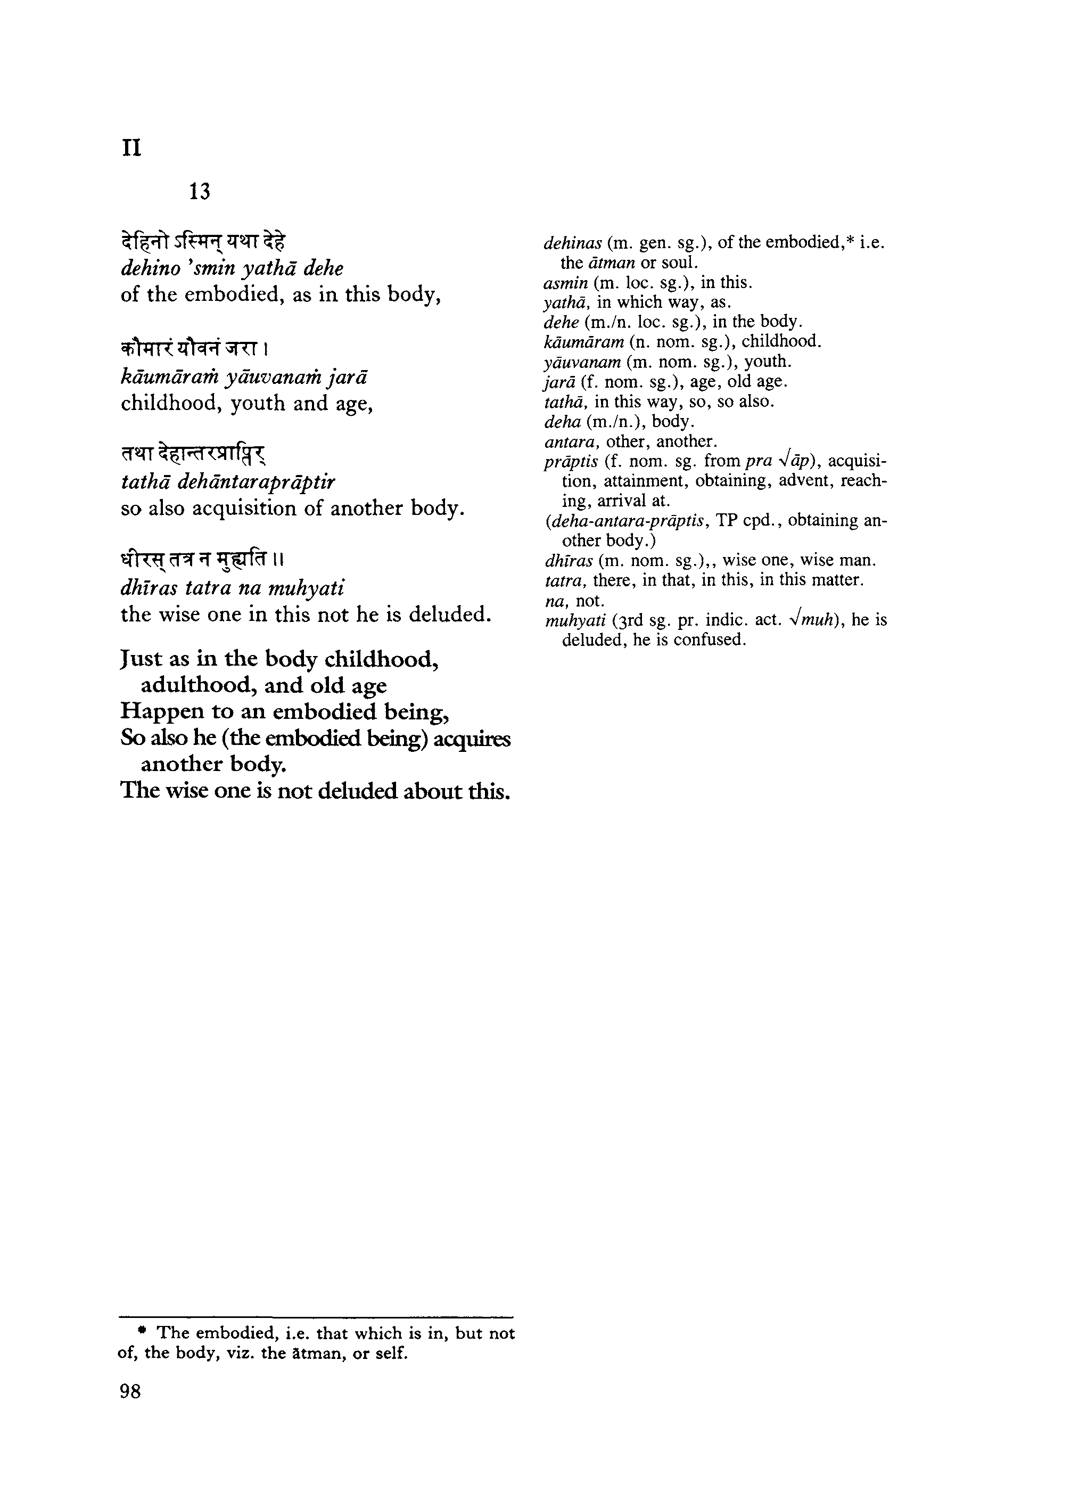 II
13
देहिनो ऽस्मिन् यथा देहे
dehino ’smin yathā dehe
of the embodied, as in this body,
कौमारं यौवनं जरा ।
kāumāraṁ yāuvanaṁ jarā
childhood, youth and age,
तथा देहान्तरप्राप्तिर्
tathā dehāntaraprāptir
so also acquisition of another body.
धीरस् तत्र न मुह्यति ॥
dhīras tatra na muhyati
the wise one in this not he is deluded.
Just as in the body childhood,
adulthood, and old age
Happen to an embodied being,
So also he (the embodied being) acquires
another body.
The wise one is not deluded about this.
dehinas (m. gen. sg.), of the embodied,* i.e.
the ātman or soul.
asmin (m. loc. sg.), in this.
yathā, in which way, as.
dehe (m./n. loc. sg.), in the body.
kāumāram (n. nom. sg.), childhood.
yāuvanam (m. nom. sg.), youth.
jarā (f. nom. sg.), age, old age.
tathā, in this way, so, so also.
deha (m./n.), body.
antara, other, another.
prāptis (f. nom. sg. from pra √āp), acquisi-
tion, attainment, obtaining, advent, reach-
ing, arrival at.
(deha-antara-prāptis, TP cpd., obtaining an-
other body.)
dhīras (m. nom. sg.),, wise one, wise man.
tatra, there, in that, in this, in this matter.
na, not.
muhyati (3rd sg. pr. indic. act. √muh), he is
deluded, he is confused.
* The embodied, i.e. that which is in, but not
of, the body, viz. the ātman, or self.
98